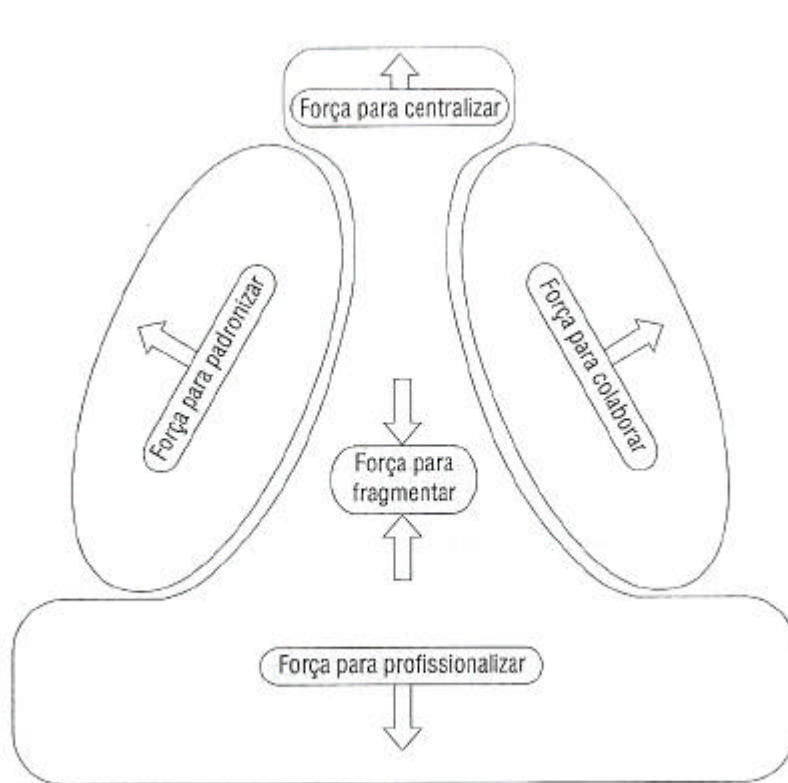 Força para centralizar
Força para padronizar
Força para colaborar
Força para
fragmentar
Força para profissionalizar